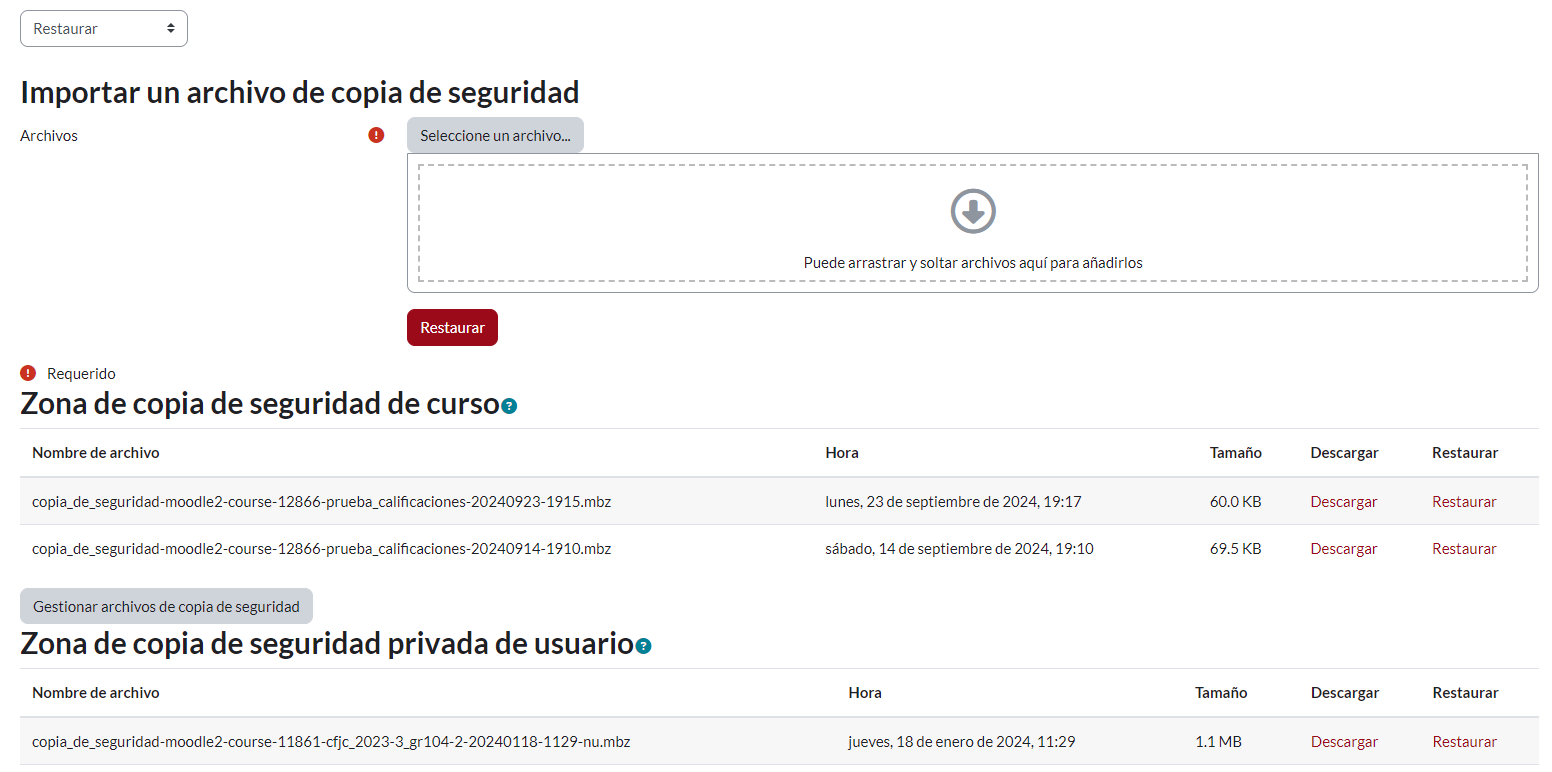 Restaurar
Importar un archivo de copia de seguridad
Archivos
Seleccione un archivo...
Puede arrastrar y soltar archivos aquí para añadirlos
Restaurar
Requerido
Zona de copia de seguridad de curso
Nombre de archivo Hora Tamaño Descargar Restaurar
copia_de_seguridad-moodle2-course-12866-prueba_calificaciones-20240923-1915.mbz lunes, 23 de septiembre de 2024, 19:17 60.0 KB Descargar Restaurar
copia_de_seguridad-moodle2-course-12866-prueba_calificaciones-20240914-1910.mbz sábado, 14 de septiembre de 2024, 19:10 69.5 KB Descargar Restaurar
Gestionar archivos de copia de seguridad
Zona de copia de seguridad privada de usuario
Nombre de archivo Hora Tamaño Descargar Restaurar
copia_de_seguridad-moodle2-course-11861-cfjc_2023-3_gr104-2-20240118-1129-nu.mbz jueves, 18 de enero de 2024, 11:29 1.1 MB Descargar Restaurar